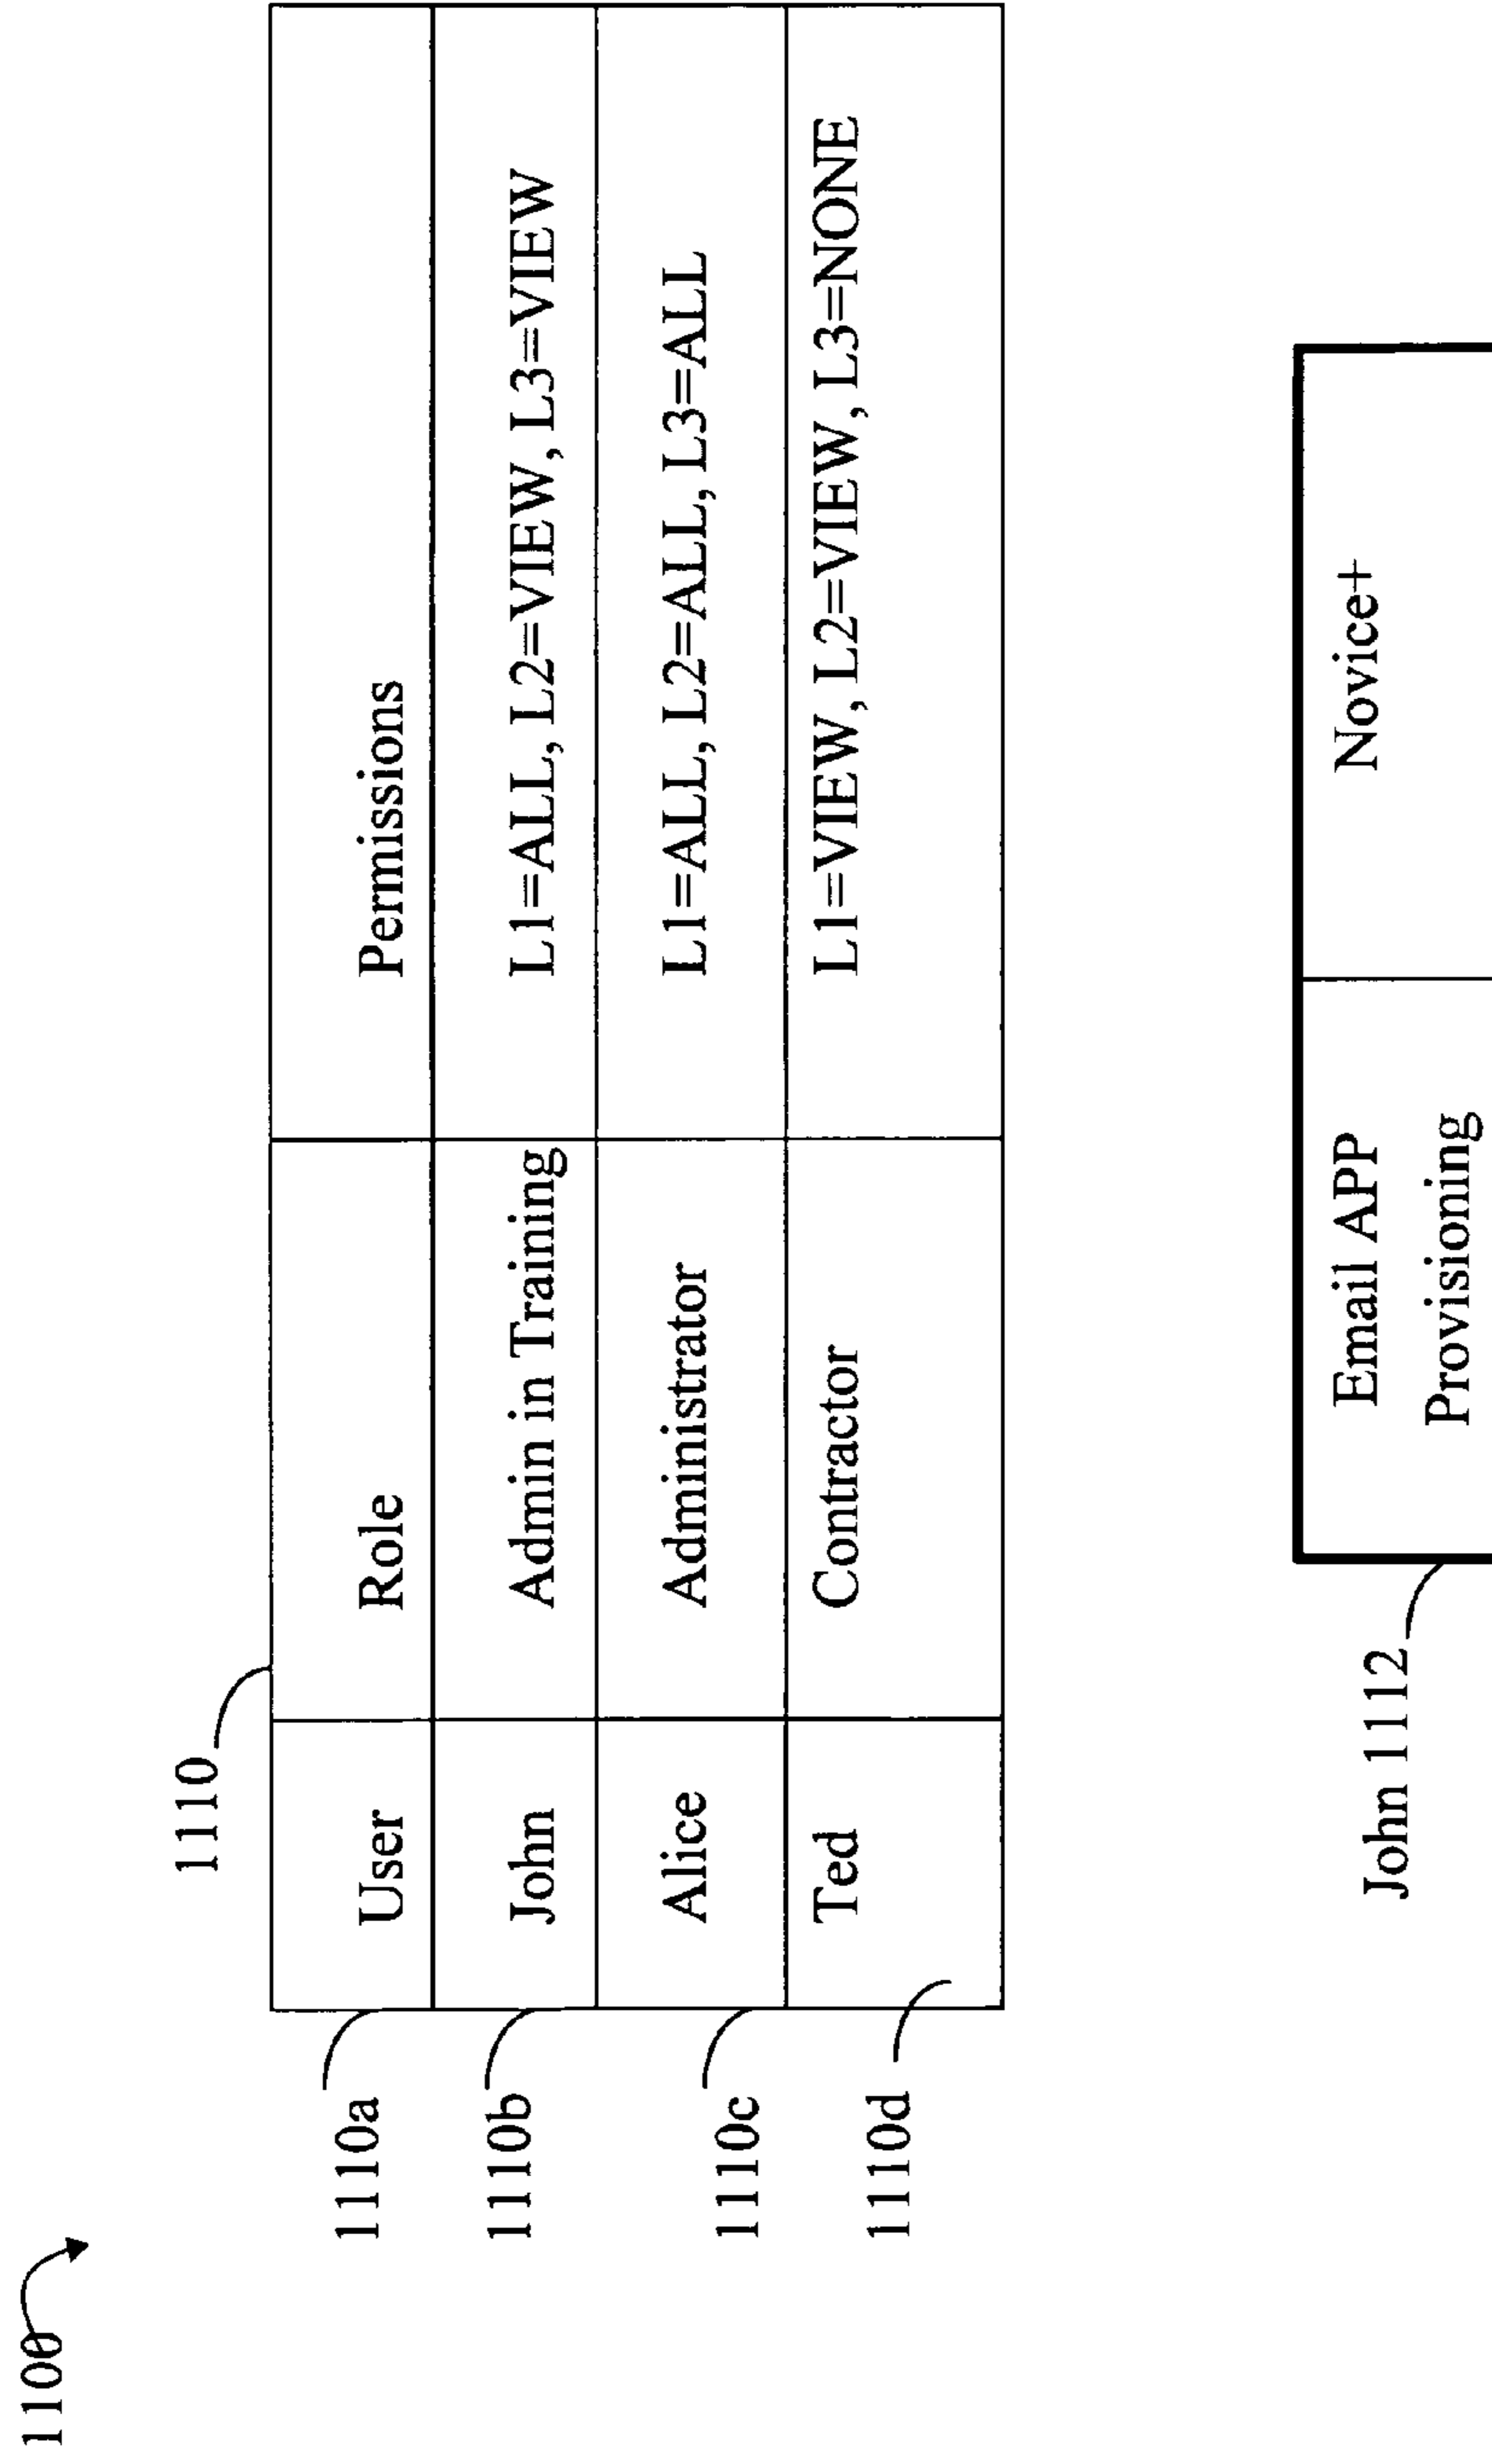 1100
1110
1110a User Role Permissions
1110b John Admin in Training L1=ALL, L2=VIEW, L3=VIEW
1110c Alice Administrator L1=ALL, L2=ALL, L3=ALL
1110d Ted Contractor L1=VIEW, L2=VIEW, L3=NONE
John 1112 Email APP Novice+
Provisioning